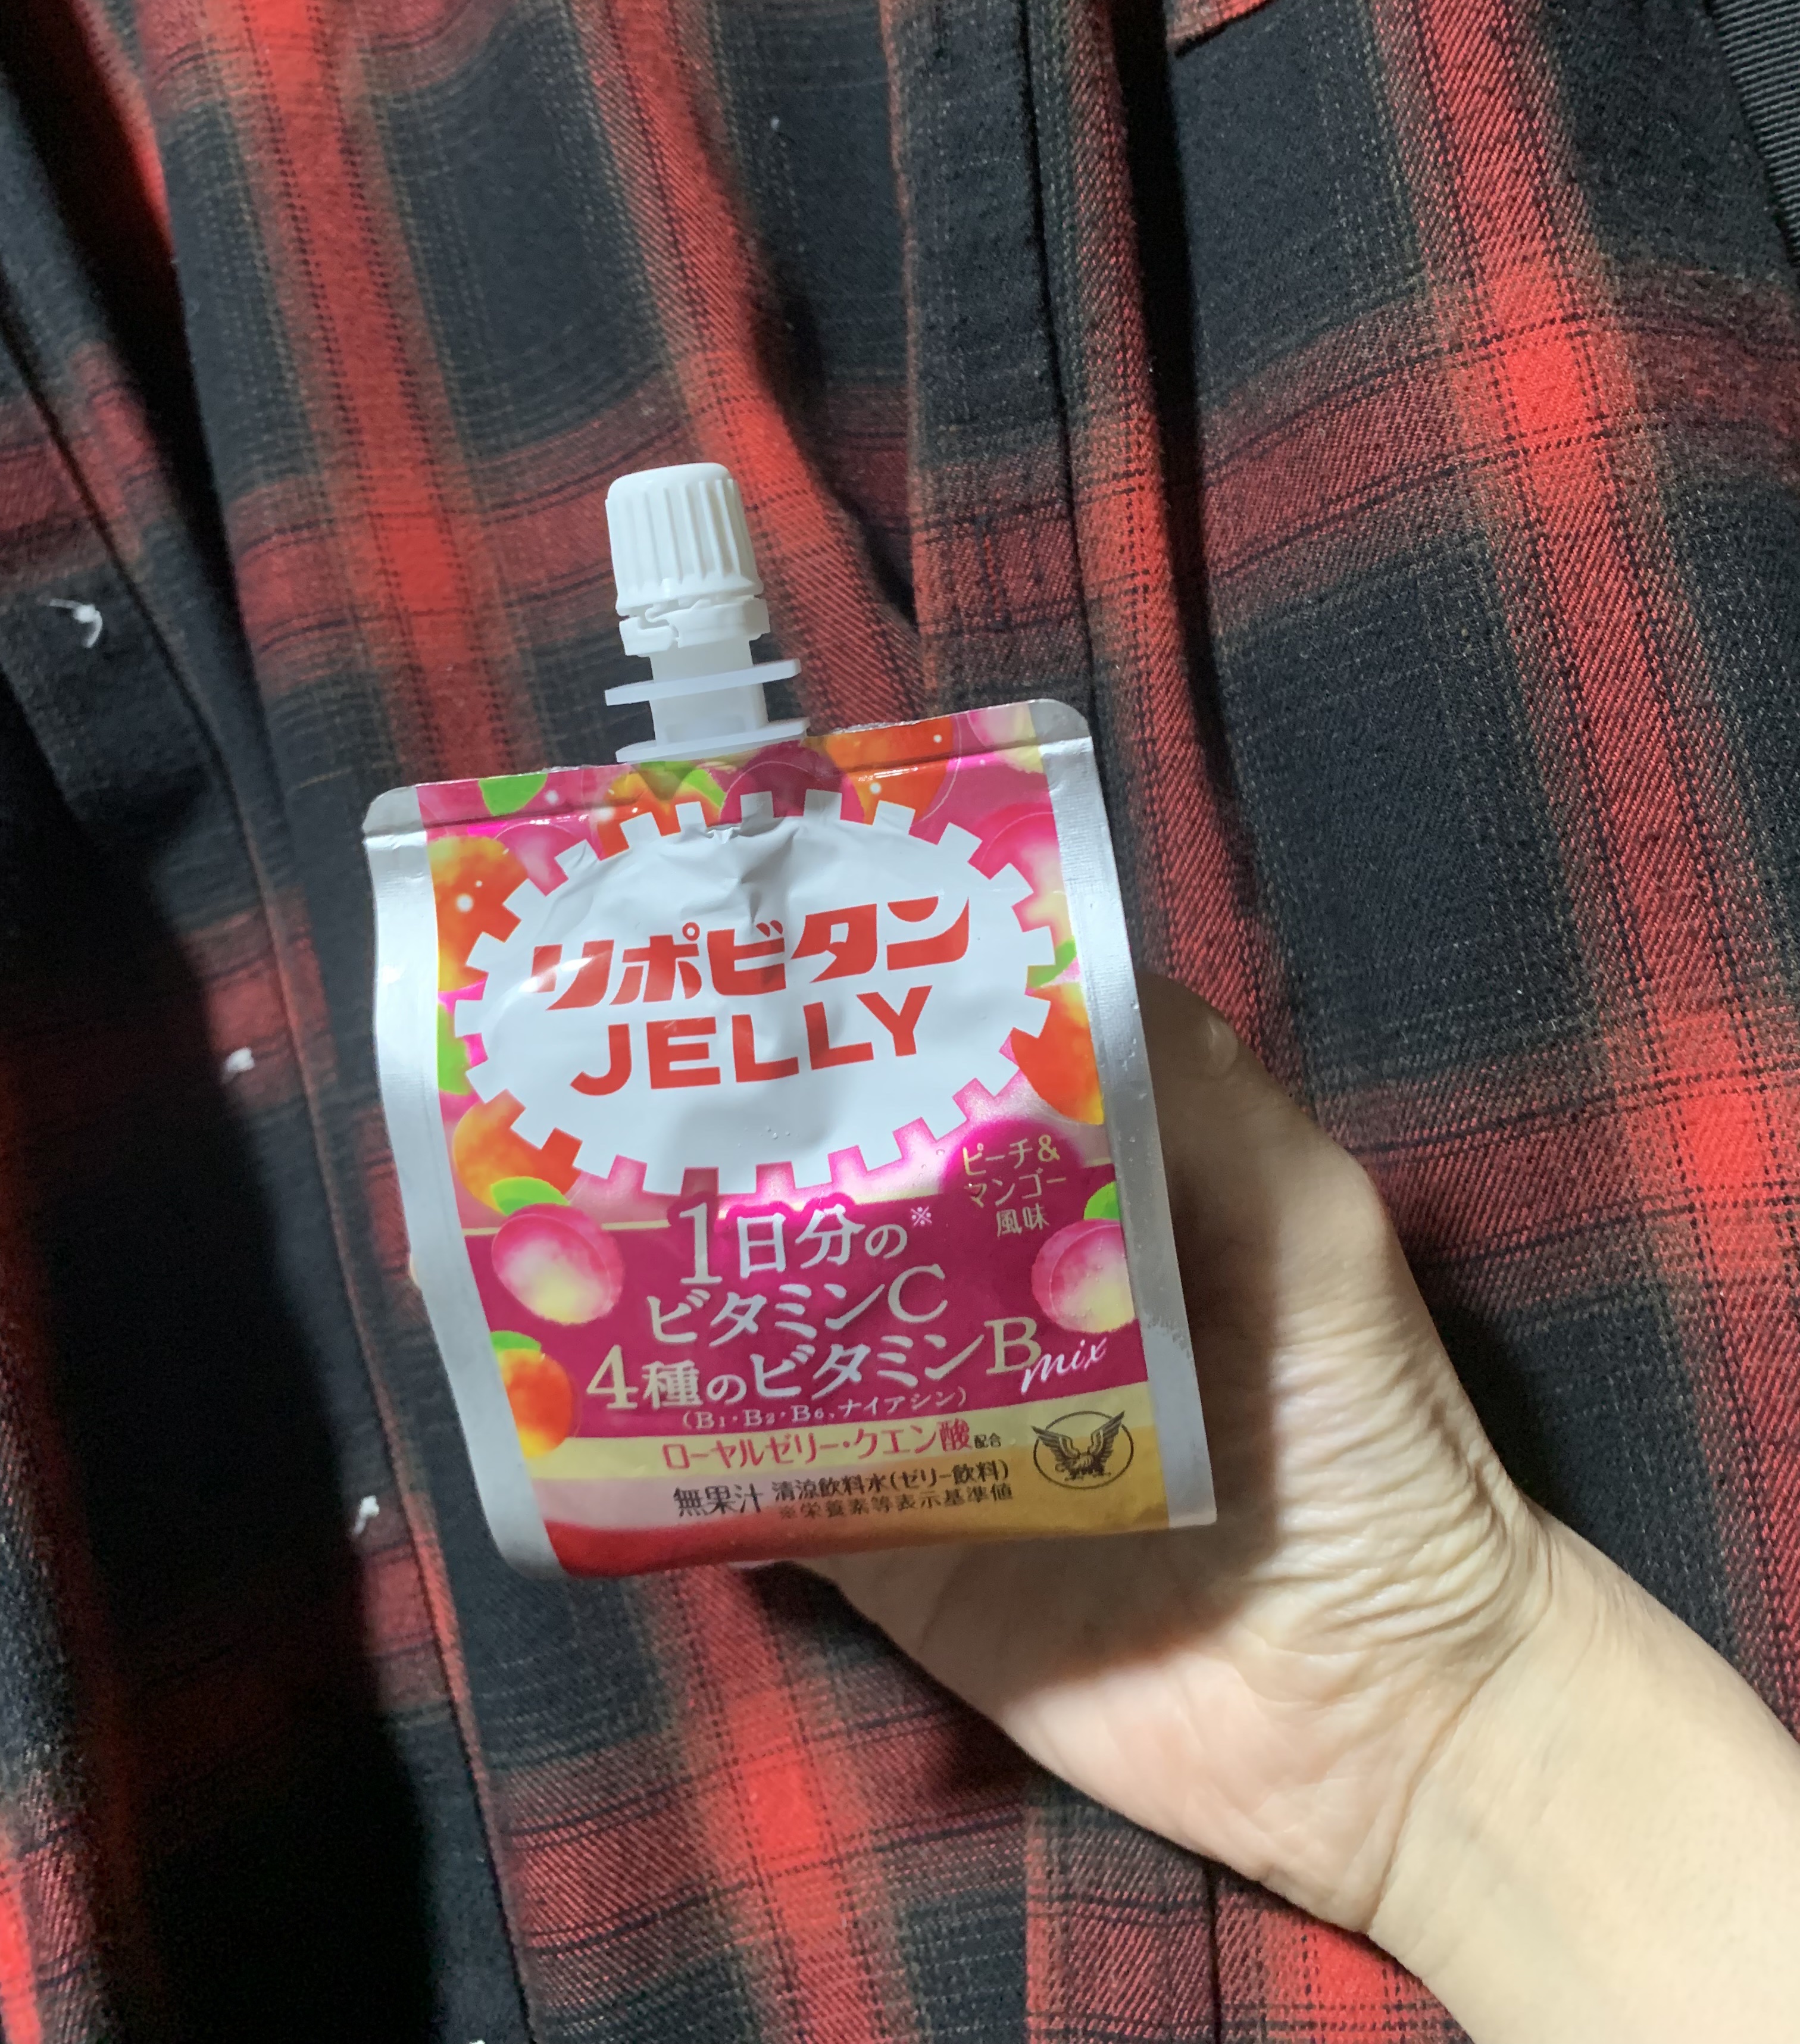 リポビタン
JELLY
ピーチ&
マンゴー
風味
1日分の※
ビタミンC
4種のビタミンB mix
(B₁・B₂・B₆、ナイアシン)
ローヤルゼリー・クエン酸配合
無果汁 清涼飲料水(ゼリー飲料)
※栄養素等表示基準値